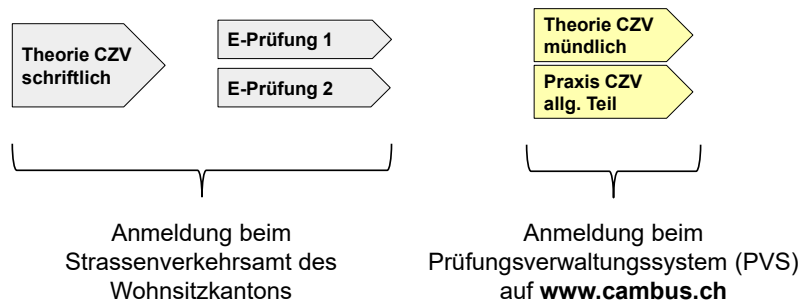 Theorie CZV
schriftlich
E-Prüfung 1
E-Prüfung 2
Theorie CZV
mündlich
Praxis CZV
allg. Teil
Anmeldung beim
Strassenverkehrsamt des
Wohnsitzkantons
Anmeldung beim
Prüfungsverwaltungssystem (PVS)
auf www.cambus.ch